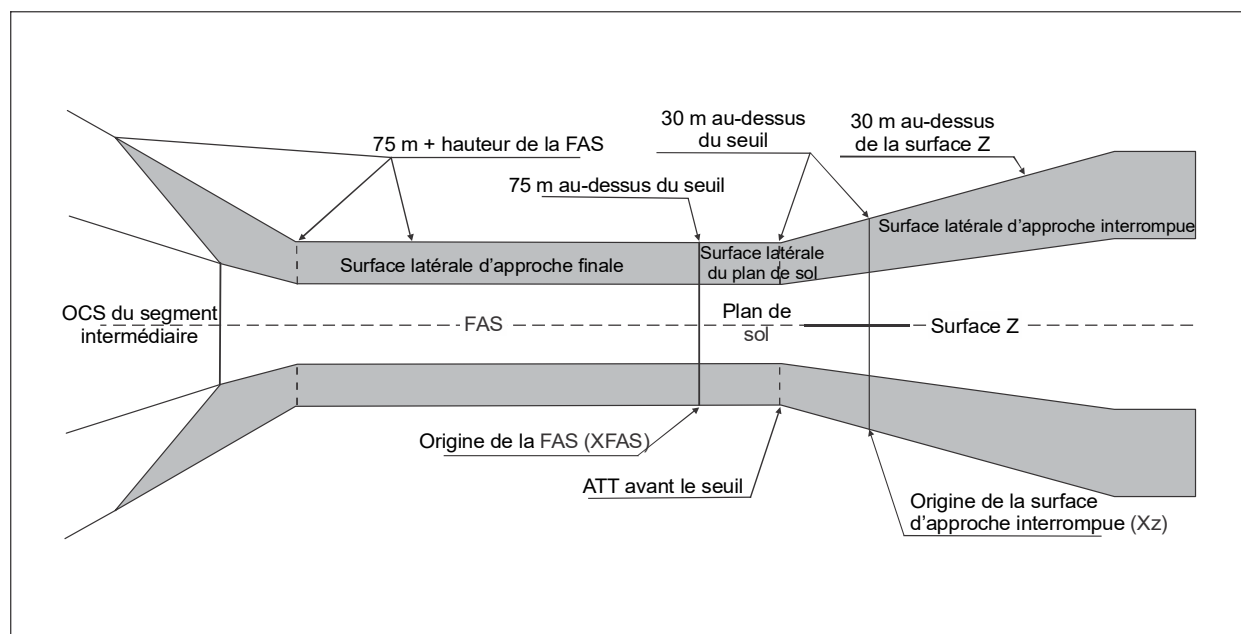 30 m au-dessus
du seuil
30 m au-dessus
de la surface Z
75 m + hauteur de la FAS
75 m au-dessus du seuil
Surface latérale d'approche finale
Surface latérale
du plan de sol
Surface latérale d'approche interrompue
OCS du segment
intermédiaire
FAS
Plan de
sol
Surface Z
Origine de la FAS (XFAS)
ATT avant le seuil
Origine de la surface
d'approche interrompue (Xz)